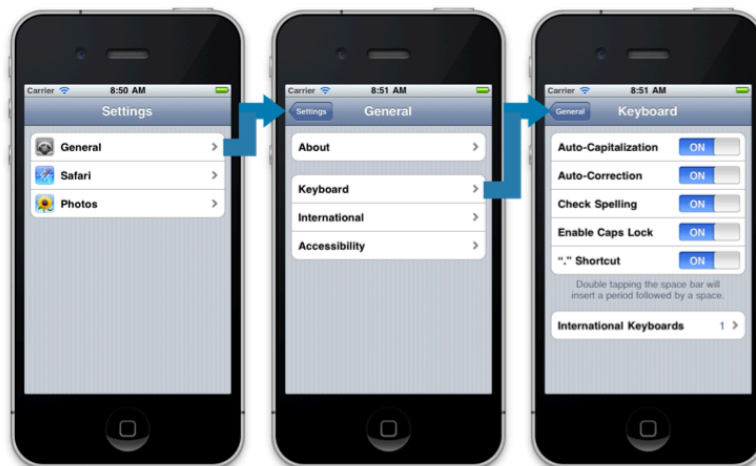 Carrier 8:50 AM
Settings
General
Safari
Photos
Carrier 8:51 AM
Settings General
About
Keyboard
International
Accessibility
Carrier 8:51 AM
General Keyboard
Auto-Capitalization ON
Auto-Correction ON
Check Spelling ON
Enable Caps Lock ON
“.” Shortcut ON
Double tapping the space bar will
insert a period followed by a space.
International Keyboards 1